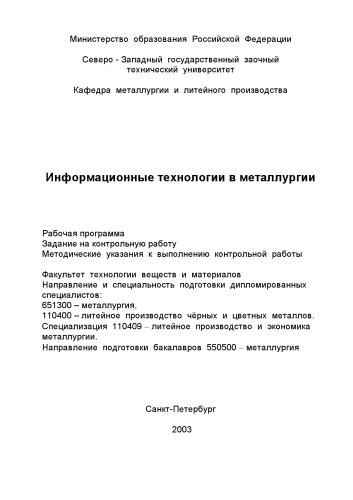 Министерство образования Российской Федерации
Северо - Западный государственный заочный
технический университет
Кафедра металлургии и литейного производства
Информационные технологии в металлургии
Рабочая программа
Задание на контрольную работу
Методические указания к выполнению контрольной работы
Факультет технологии веществ и материалов
Направление и специальность подготовки дипломированных
специалистов:
651300 – металлургия,
110400 – литейное производство чёрных и цветных металлов.
Специализация 110409 – литейное производство и экономика
металлургии.
Направление подготовки бакалавров 550500 – металлургия
Санкт-Петербург
2003